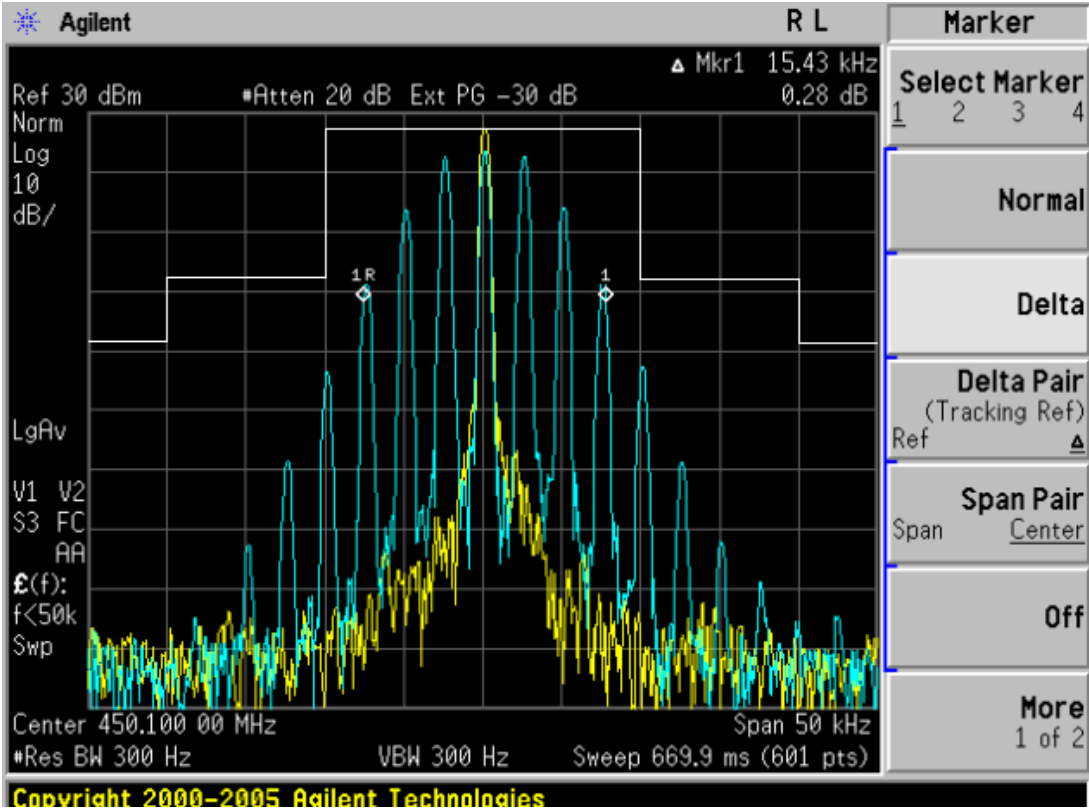 Agilent R L
Marker
Δ Mkr1 15.43 kHz
Ref 30 dBm #Atten 20 dB Ext PG -30 dB 0.28 dB
Norm
Log
10
dB/
1R
1
LgAv
V1 V2
S3 FC
AA
£(f):
f<50k
Swp
Center 450.100 00 MHz Span 50 kHz
#Res BW 300 Hz VBW 300 Hz Sweep 669.9 ms (601 pts)
Copyright 2000-2005 Agilent Technologies
Select Marker
1 2 3 4
Normal
Delta
Delta Pair
(Tracking Ref)
Ref Δ
Span Pair
Span Center
Off
More
1 of 2